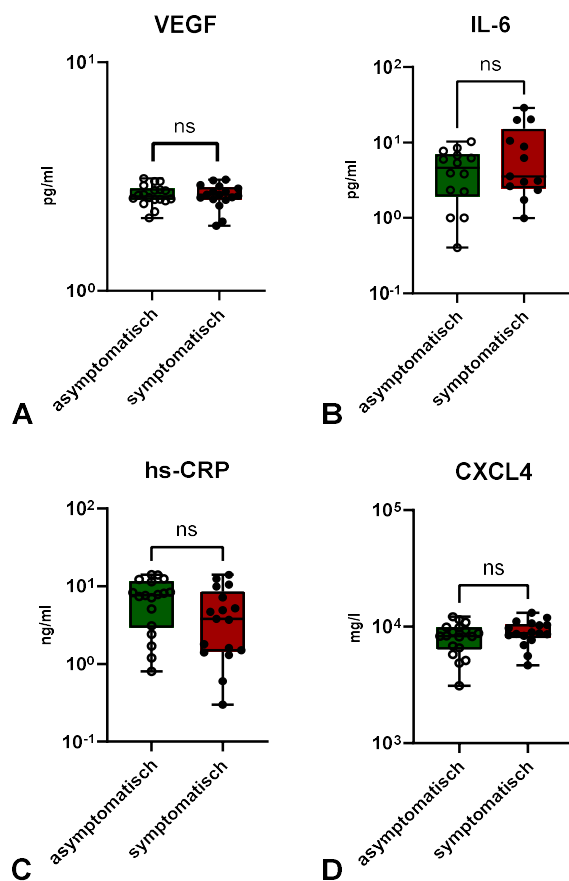 VEGF
10¹
ns
pg/ml
10⁰
asymptomatisch
symptomatisch
A
IL-6
10²
ns
10¹
pg/ml
10⁰
10⁻¹
asymptomatisch
symptomatisch
B
hs-CRP
10²
ns
10¹
ng/ml
10⁰
10⁻¹
asymptomatisch
symptomatisch
C
CXCL4
10⁵
ns
10⁴
mg/l
10³
asymptomatisch
symptomatisch
D